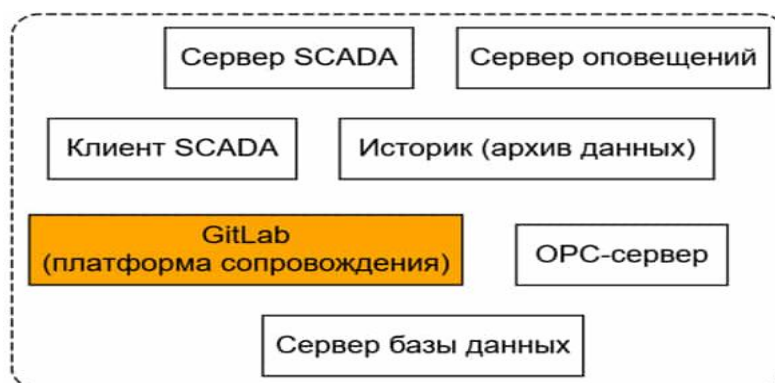 Сервер SCADA
Сервер оповещений
Клиент SCADA
Историк (архив данных)
GitLab
(платформа сопровождения)
OPC-сервер
Сервер базы данных